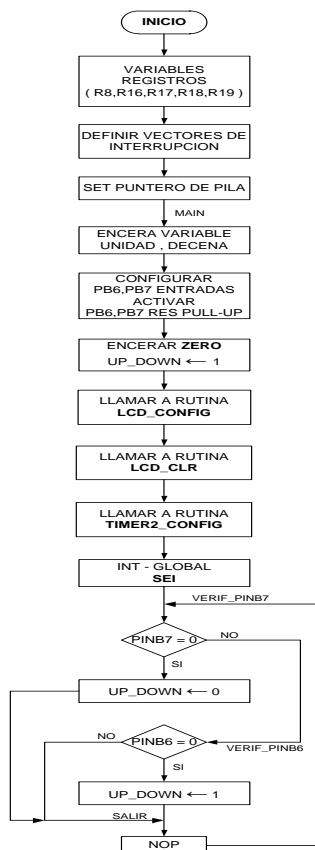 INICIO
VARIABLES
REGISTROS
( R8,R16,R17,R18,R19 )
DEFINIR VECTORES DE
INTERRUPCION
SET PUNTERO DE PILA
MAIN
ENCERA VARIABLE
UNIDAD , DECENA
CONFIGURAR
PB6,PB7 ENTRADAS
ACTIVAR
PB6,PB7 RES PULL-UP
ENCERAR ZERO
UP_DOWN ← 1
LLAMAR A RUTINA
LCD_CONFIG
LLAMAR A RUTINA
LCD_CLR
LLAMAR A RUTINA
TIMER2_CONFIG
INT - GLOBAL
SEI
VERIF_PINB7
PINB7 = 0
NO
SI
UP_DOWN ← 0
NO
PINB6 = 0
VERIF_PINB6
SI
UP_DOWN ← 1
SALIR
NOP